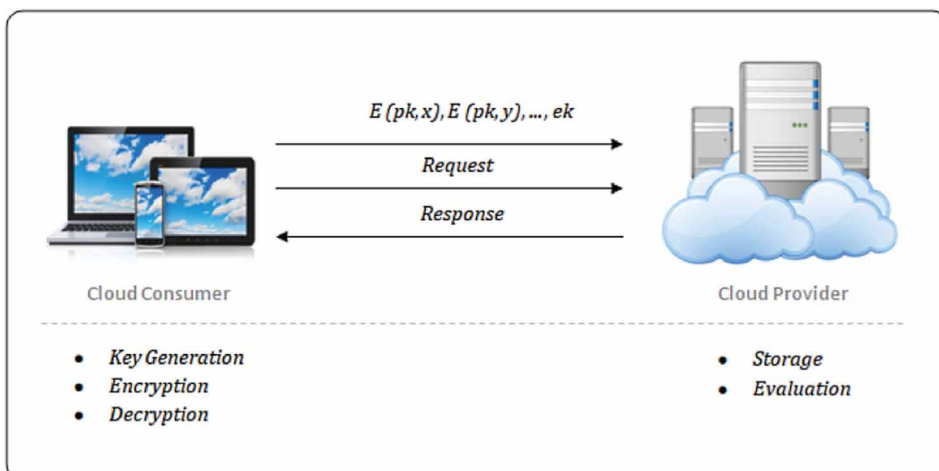 E (pk, x), E (pk, y), ..., ek
Request
Response
Cloud Consumer
Cloud Provider
• Key Generation
• Encryption
• Decryption
• Storage
• Evaluation